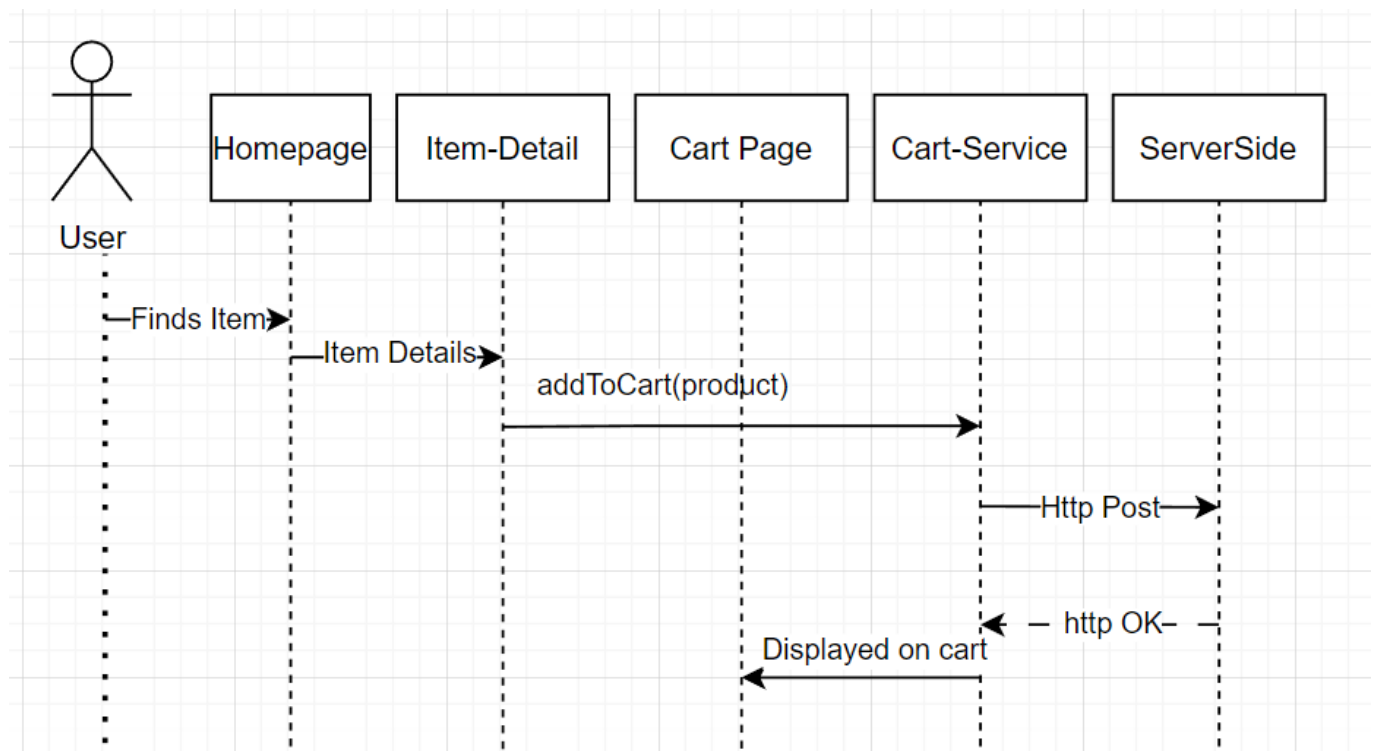 Homepage
Item-Detail
Cart Page
Cart-Service
ServerSide
User
Finds Item
Item Details
addToCart(product)
Http Post
http OK
Displayed on cart